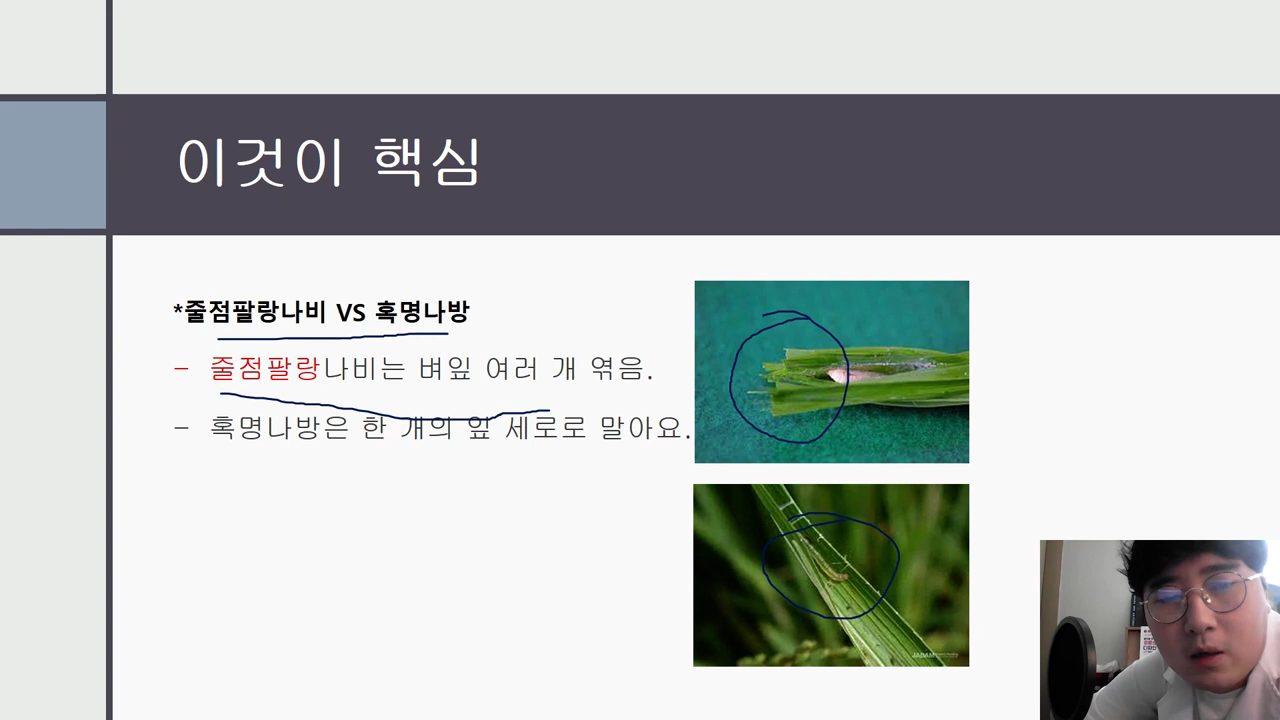 이것이 핵심
*줄점팔랑나비 VS 혹명나방
– 줄점팔랑나비는 벼잎 여러 개 엮음.
– 혹명나방은 한 개의 잎 세로로 말아요.
JADAM